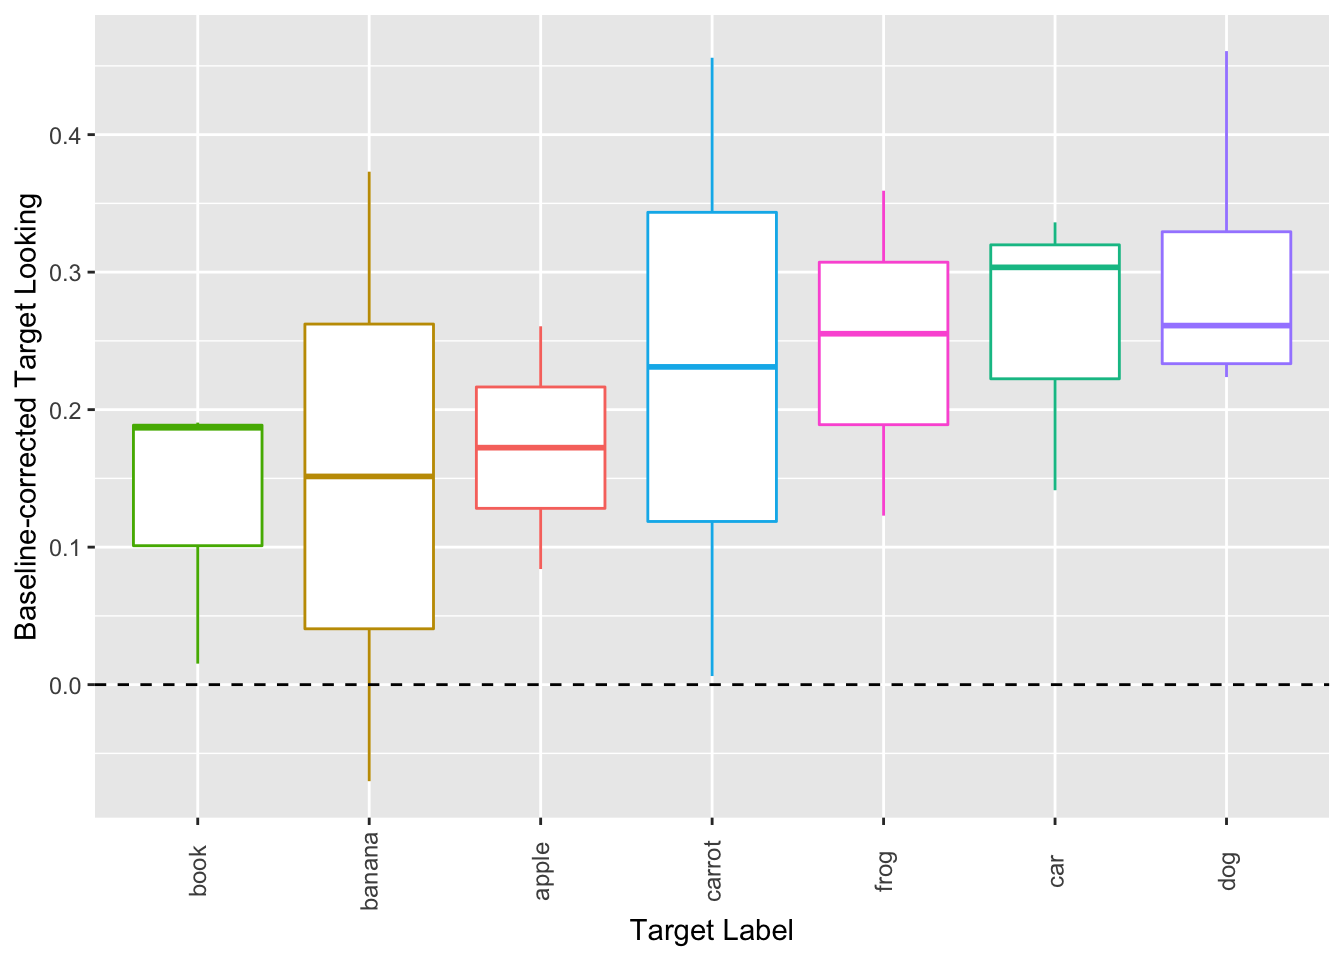 Baseline-corrected Target Looking
0.4
0.3
0.2
0.1
0.0
book
banana
apple
carrot
frog
car
dog
Target Label